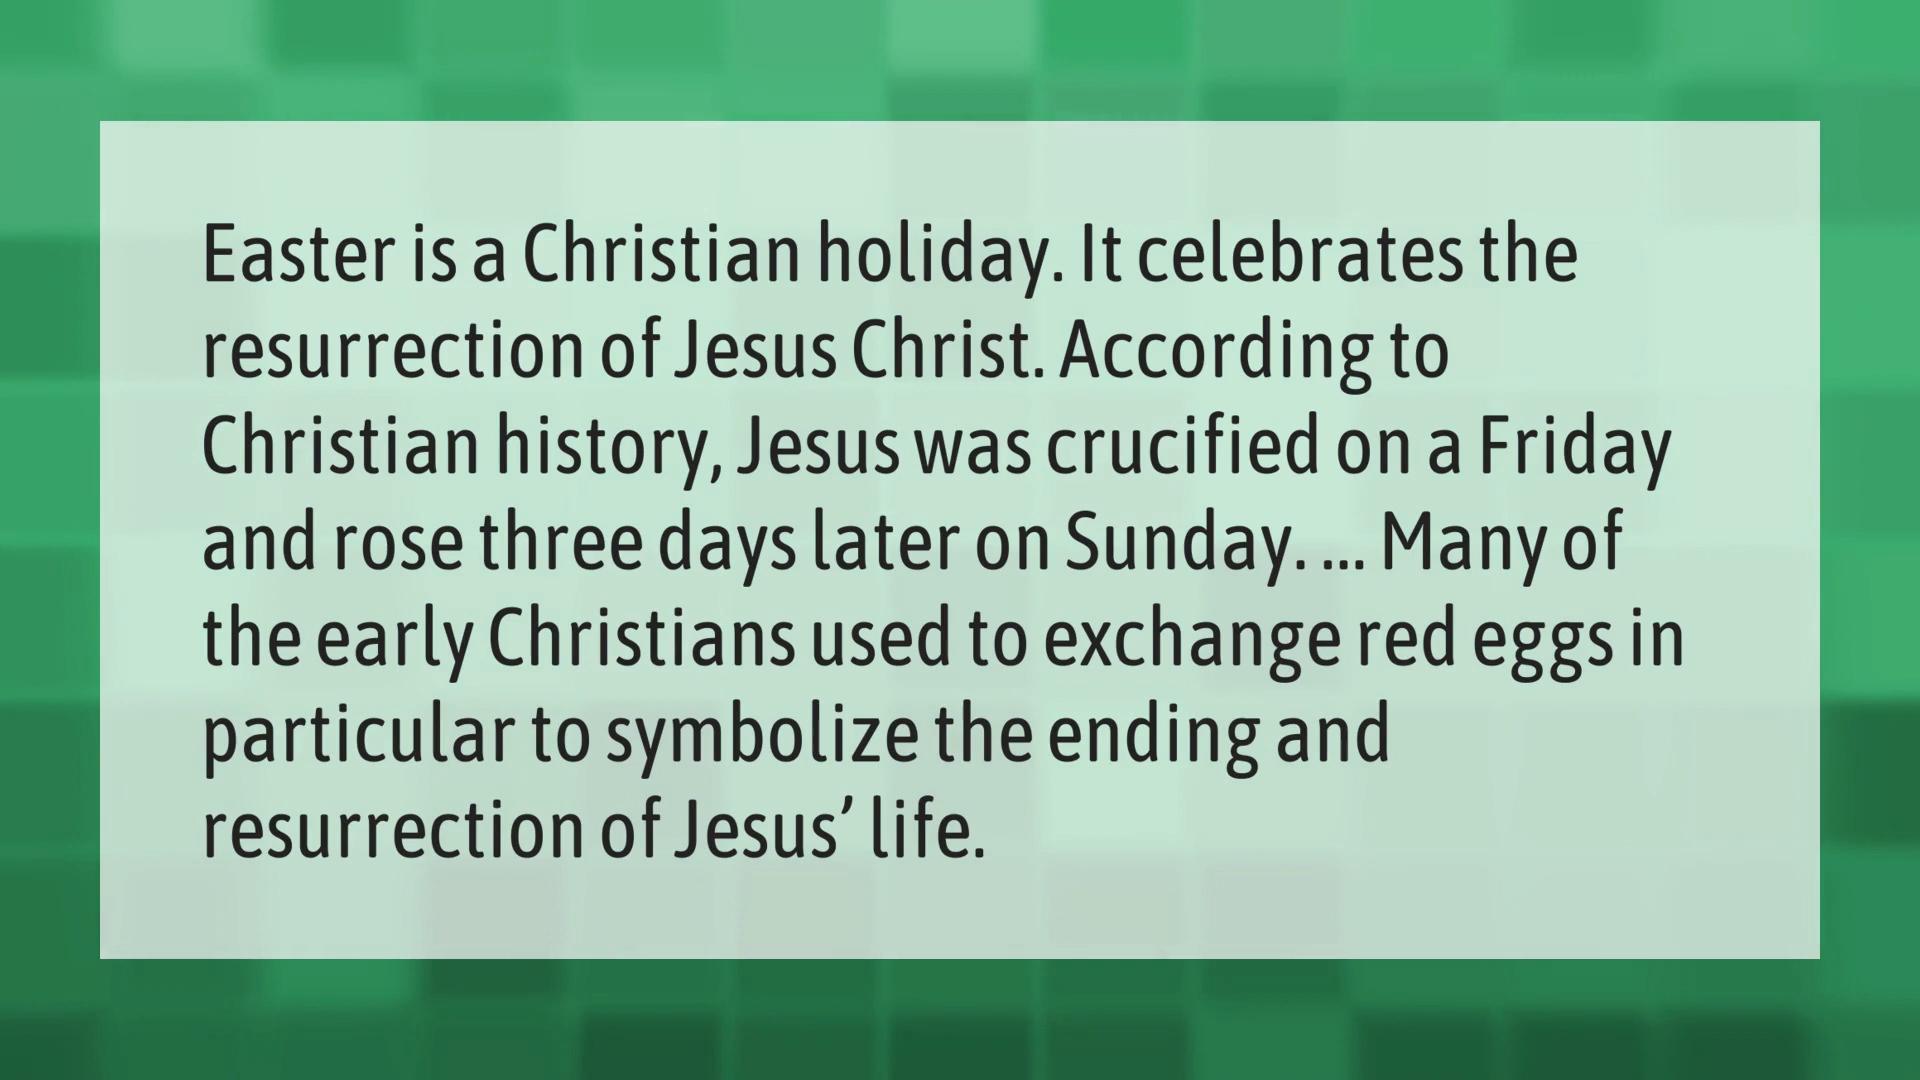 Easter is a Christian holiday. It celebrates the
resurrection of Jesus Christ. According to
Christian history, Jesus was crucified on a Friday
and rose three days later on Sunday. ... Many of
the early Christians used to exchange red eggs in
particular to symbolize the ending and
resurrection of Jesus’ life.